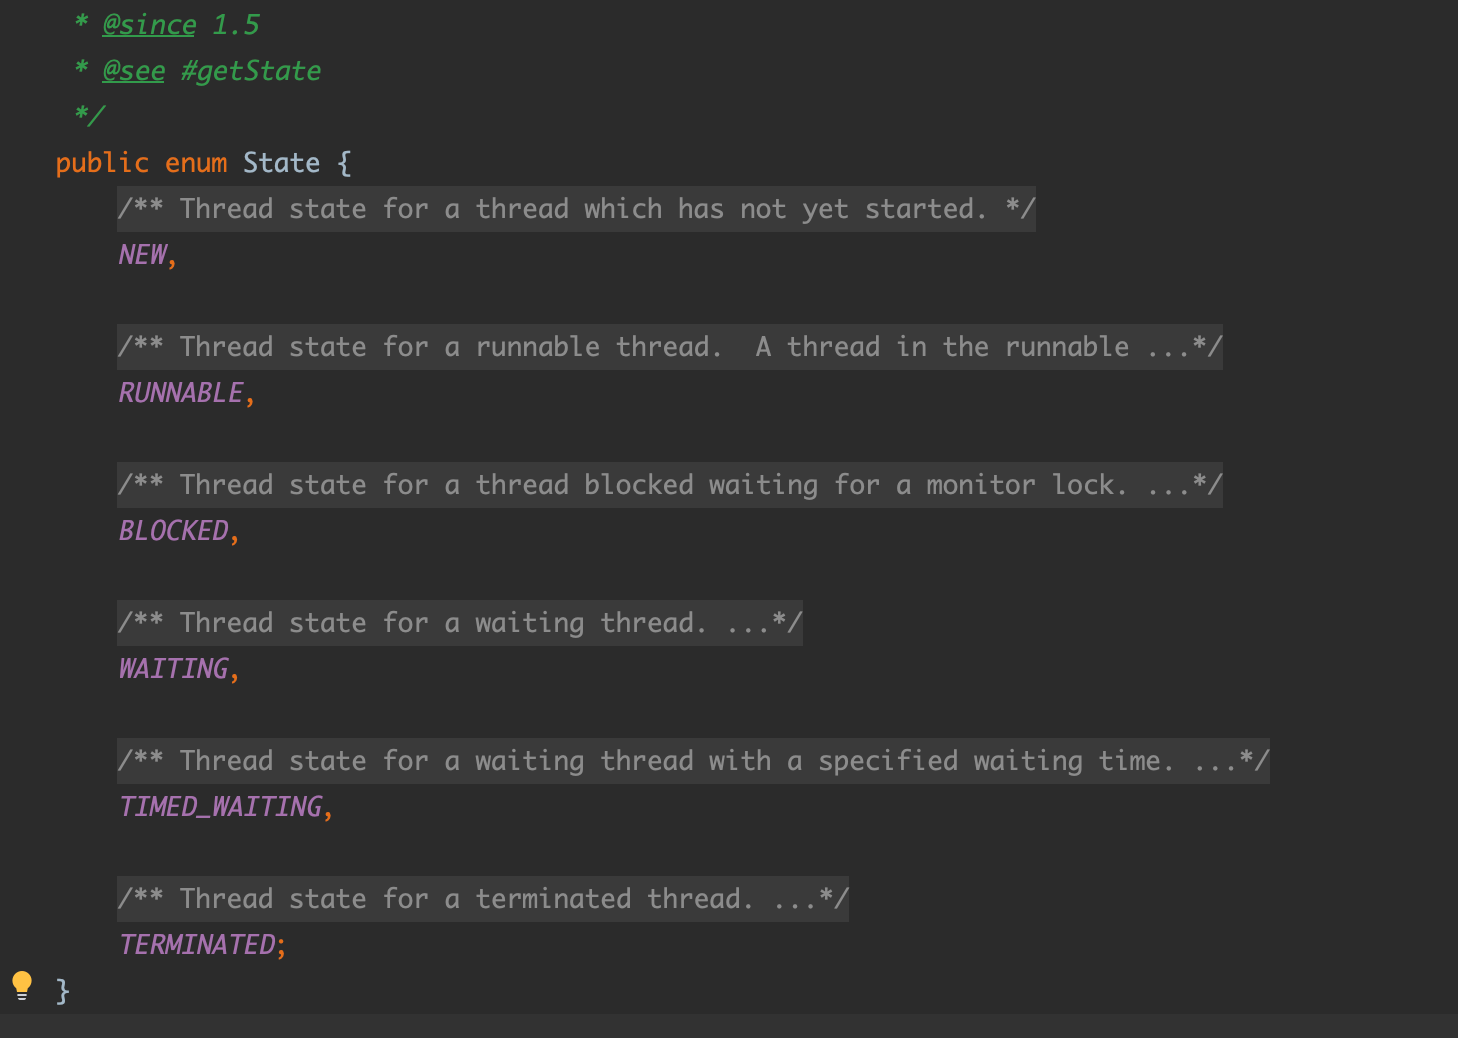 * @since 1.5
* @see #getState
*/
public enum State {
/** Thread state for a thread which has not yet started. */
NEW,
/** Thread state for a runnable thread.  A thread in the runnable ...*/
RUNNABLE,
/** Thread state for a thread blocked waiting for a monitor lock. ...*/
BLOCKED,
/** Thread state for a waiting thread. ...*/
WAITING,
/** Thread state for a waiting thread with a specified waiting time. ...*/
TIMED_WAITING,
/** Thread state for a terminated thread. ...*/
TERMINATED;
}